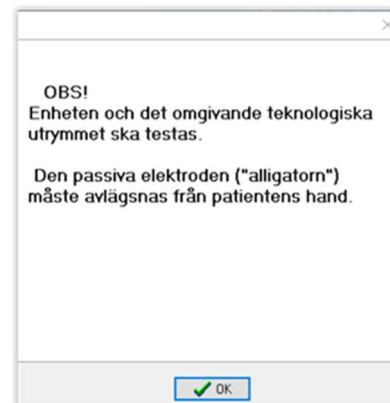 OBS!
Enheten och det omgivande teknologiska
utrymmet ska testas.
Den passiva elektroden ("alligatorn")
måste avlägsnas från patientens hand.
OK